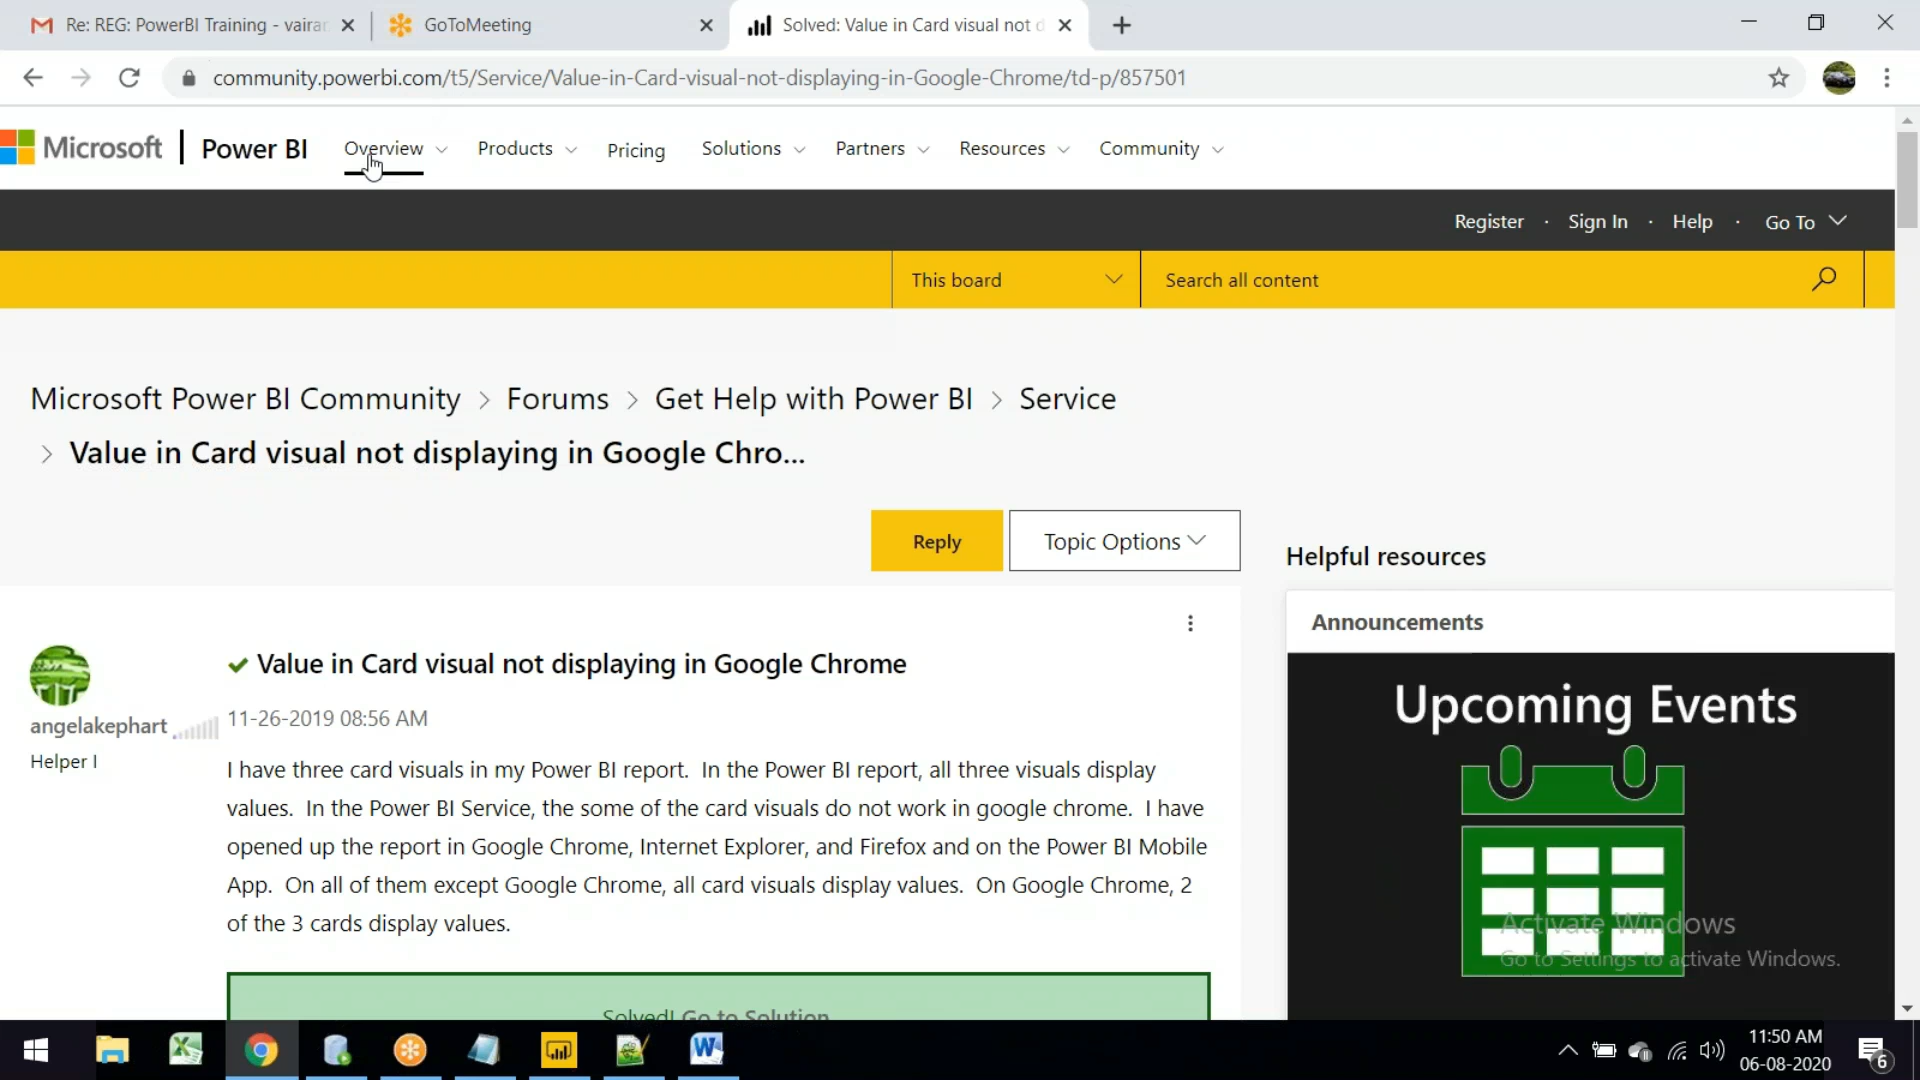 Re: REG: PowerBI Training - vairar
GoToMeeting
Solved: Value in Card visual not d
community.powerbi.com/t5/Service/Value-in-Card-visual-not-displaying-in-Google-Chrome/td-p/857501
Microsoft
Power BI
Overview
Products
Pricing
Solutions
Partners
Resources
Community
Register · Sign In · Help · Go To
This board
Search all content
Microsoft Power BI Community > Forums > Get Help with Power BI > Service
> Value in Card visual not displaying in Google Chro...
Reply
Topic Options
Helpful resources
Announcements
Upcoming Events
Value in Card visual not displaying in Google Chrome
angelakephart
Helper I
11-26-2019 08:56 AM
I have three card visuals in my Power BI report. In the Power BI report, all three visuals display
values. In the Power BI Service, the some of the card visuals do not work in google chrome. I have
opened up the report in Google Chrome, Internet Explorer, and Firefox and on the Power BI Mobile
App. On all of them except Google Chrome, all card visuals display values. On Google Chrome, 2
of the 3 cards display values.
Solved! Go to Solution.
Activate Windows
Go to Settings to activate Windows.
11:50 AM
06-08-2020
6